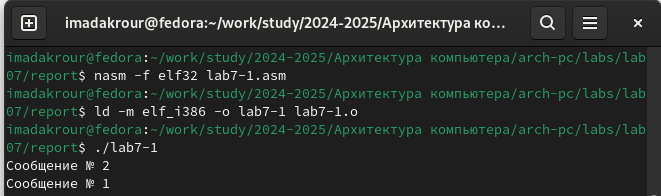 imadakrour@fedora:~/work/study/2024-2025/Архитектура ко...
imadakrour@fedora:~/work/study/2024-2025/Архитектура компьютера/arch-pc/labs/lab
07/report$ nasm -f elf32 lab7-1.asm
imadakrour@fedora:~/work/study/2024-2025/Архитектура компьютера/arch-pc/labs/lab
07/report$ ld -m elf_i386 -o lab7-1 lab7-1.o
imadakrour@fedora:~/work/study/2024-2025/Архитектура компьютера/arch-pc/labs/lab
07/report$ ./lab7-1
Сообщение № 2
Сообщение № 1